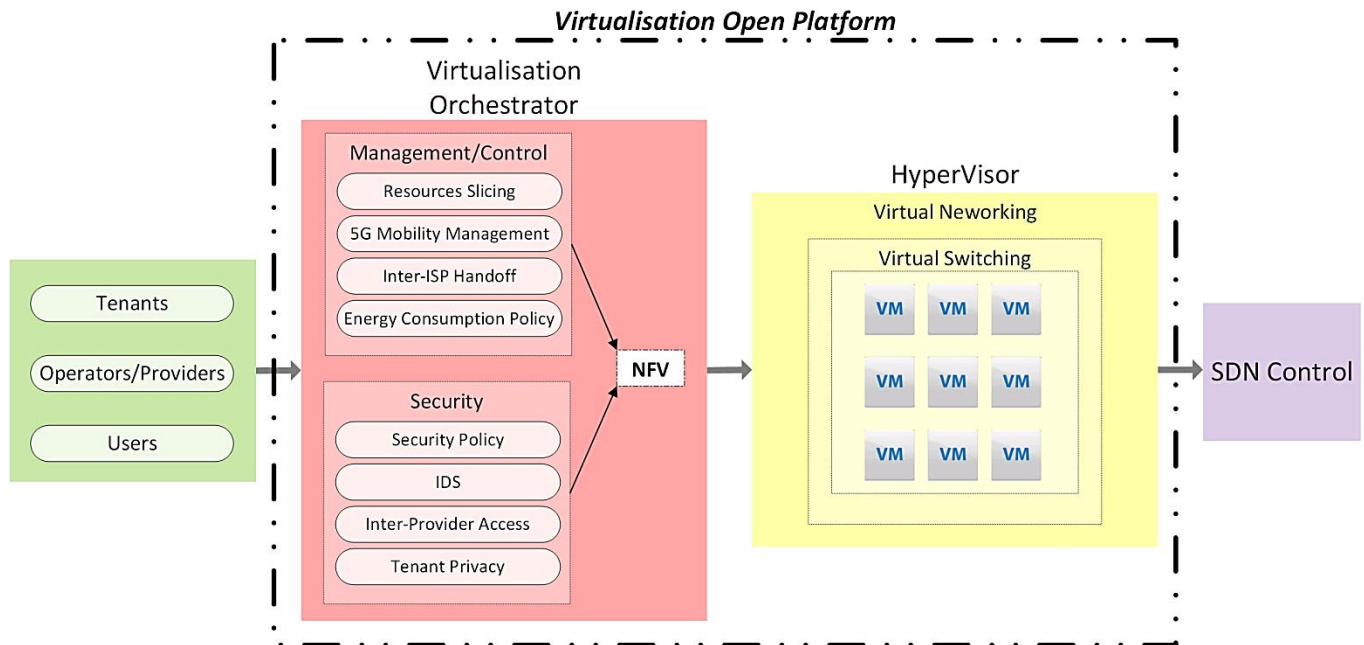 Virtualisation Open Platform
Virtualisation
Orchestrator
Management/Control
Resources Slicing
5G Mobility Management
Inter-ISP Handoff
Energy Consumption Policy
Security
Security Policy
IDS
Inter-Provider Access
Tenant Privacy
NFV
Tenants
Operators/Providers
Users
HyperVisor
Virtual Neworking
Virtual Switching
VM VM VM
VM VM VM
VM VM VM
SDN Control